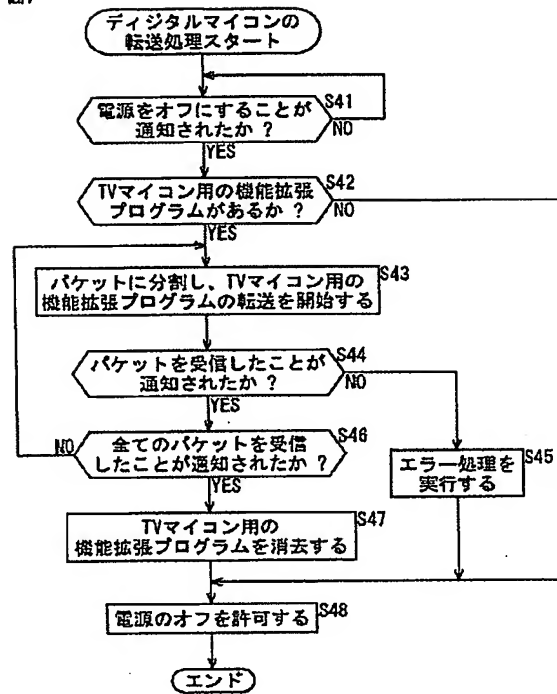 ディジタルマイコンの
転送処理スタート
電源をオフにすることが
通知されたか ?
S41
NO
YES
TVマイコン用の機能拡張
プログラムがあるか ?
S42
NO
YES
パケットに分割し、TVマイコン用の
機能拡張プログラムの転送を開始する
S43
パケットを受信したことが
通知されたか ?
S44
NO
YES
全てのパケットを受信
したことが通知されたか ?
S46
NO
YES
エラー処理を
実行する
S45
TVマイコン用の
機能拡張プログラムを消去する
S47
電源のオフを許可する
S48
エンド